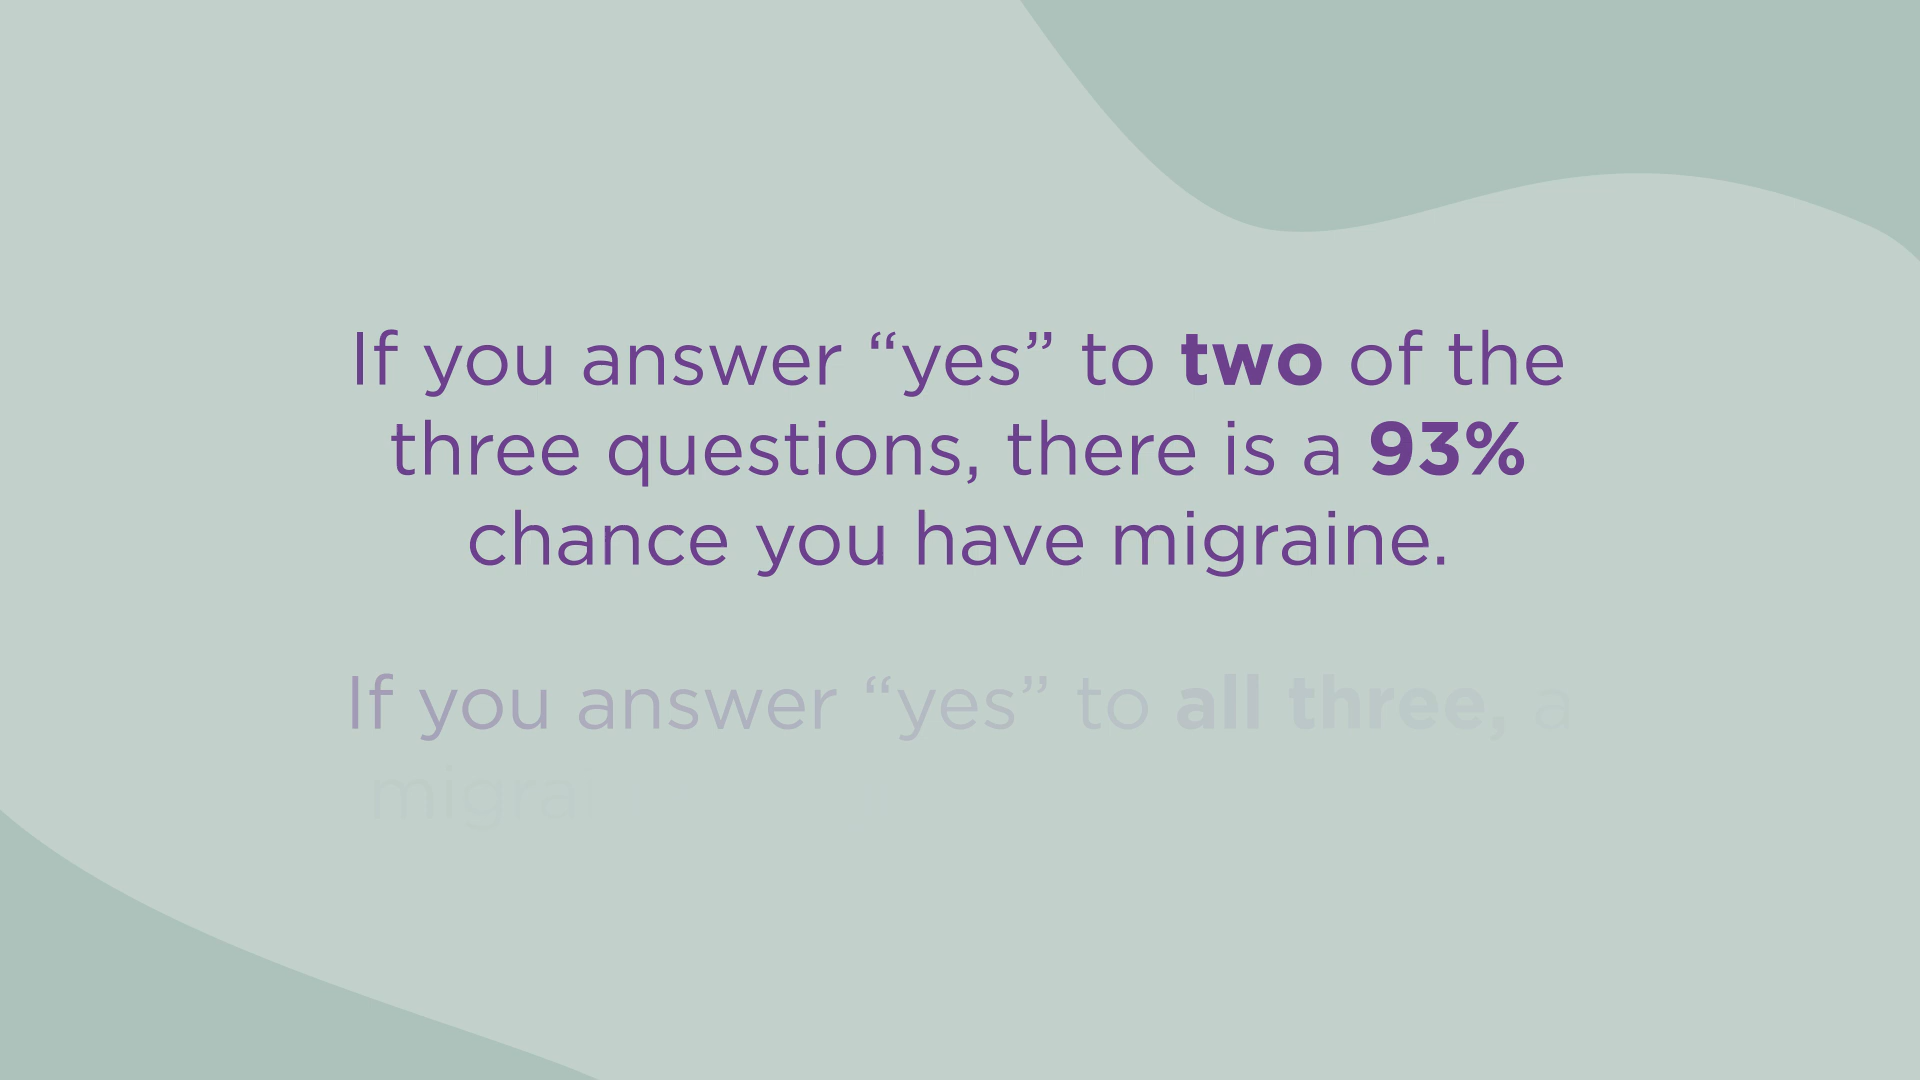 If you answer “yes” to two of the
three questions, there is a 93%
chance you have migraine.
If you answer “yes” to all three, a